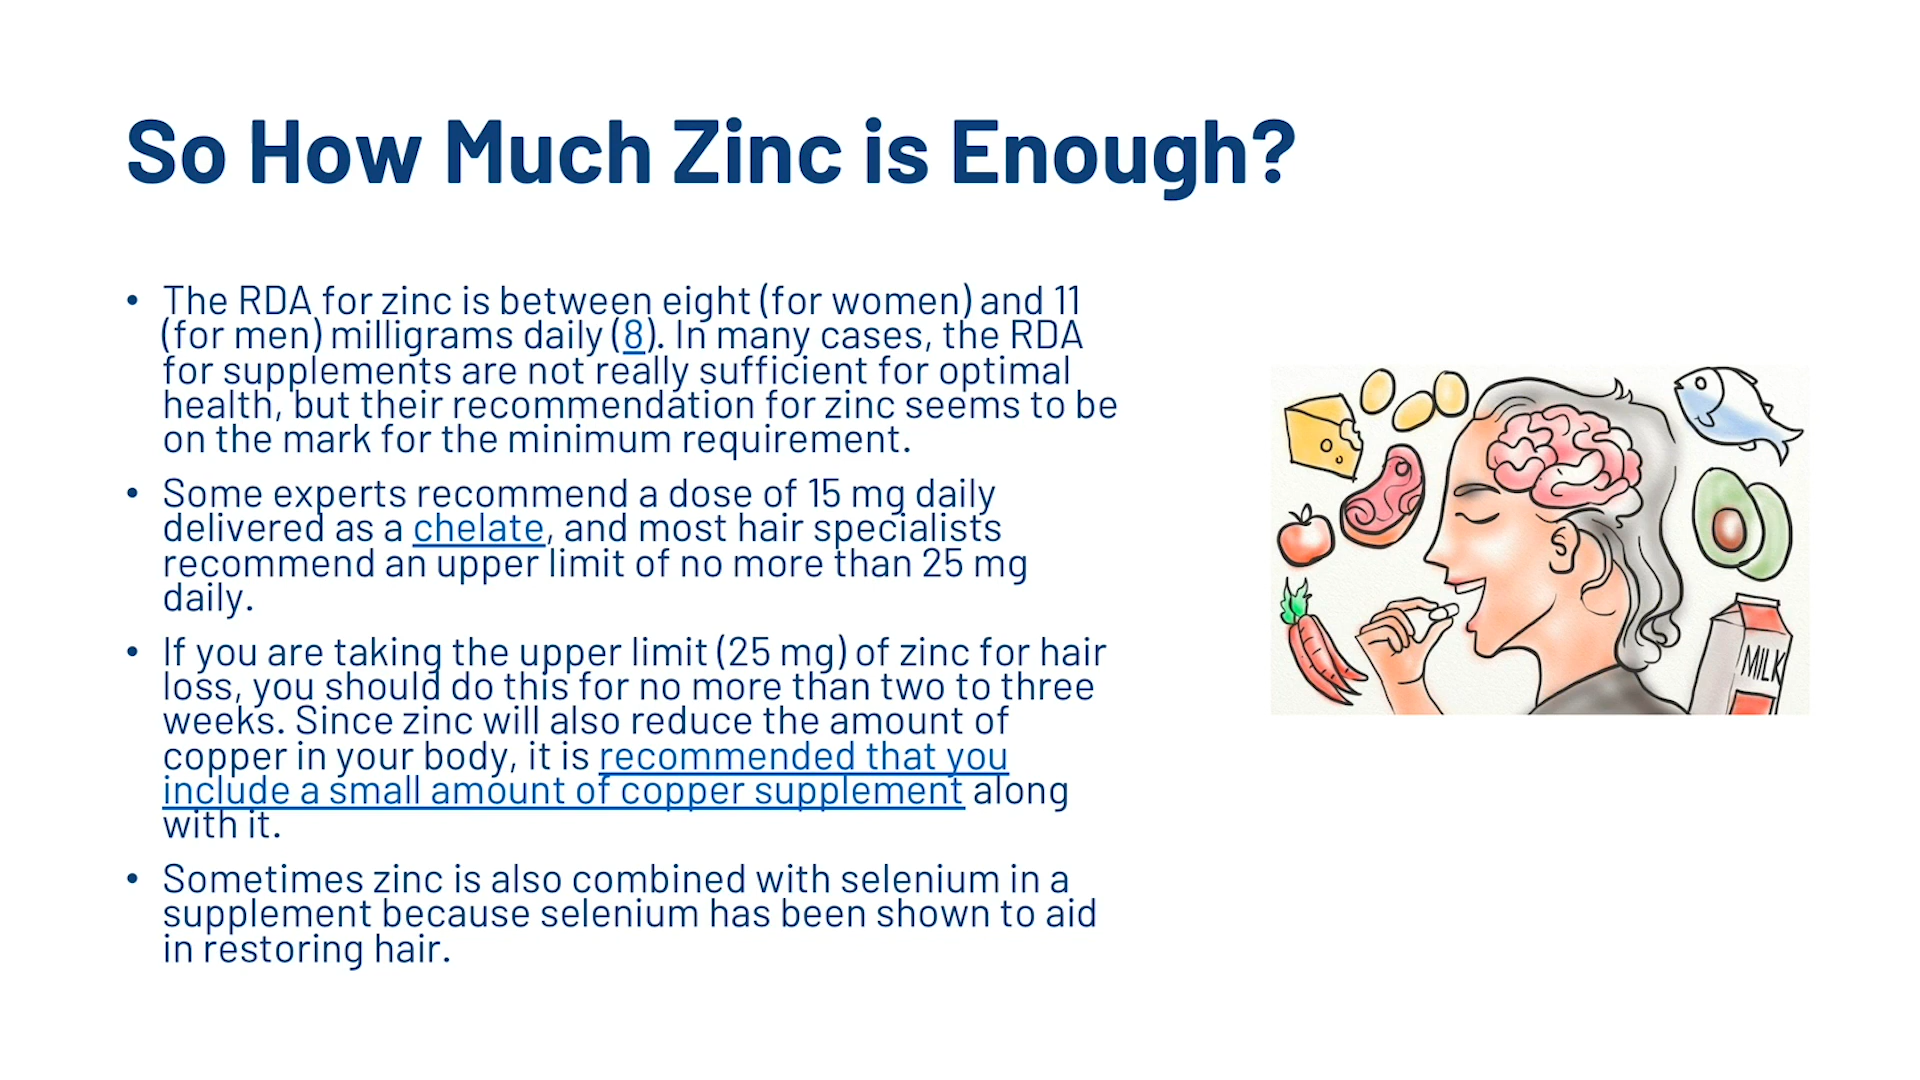 So How Much Zinc is Enough?
• The RDA for zinc is between eight (for women) and 11
(for men) milligrams daily (8). In many cases, the RDA
for supplements are not really sufficient for optimal
health, but their recommendation for zinc seems to be
on the mark for the minimum requirement.
• Some experts recommend a dose of 15 mg daily
delivered as a chelate, and most hair specialists
recommend an upper limit of no more than 25 mg
daily.
• If you are taking the upper limit (25 mg) of zinc for hair
loss, you should do this for no more than two to three
weeks. Since zinc will also reduce the amount of
copper in your body, it is recommended that you
include a small amount of copper supplement along
with it.
• Sometimes zinc is also combined with selenium in a
supplement because selenium has been shown to aid
in restoring hair.
MILK